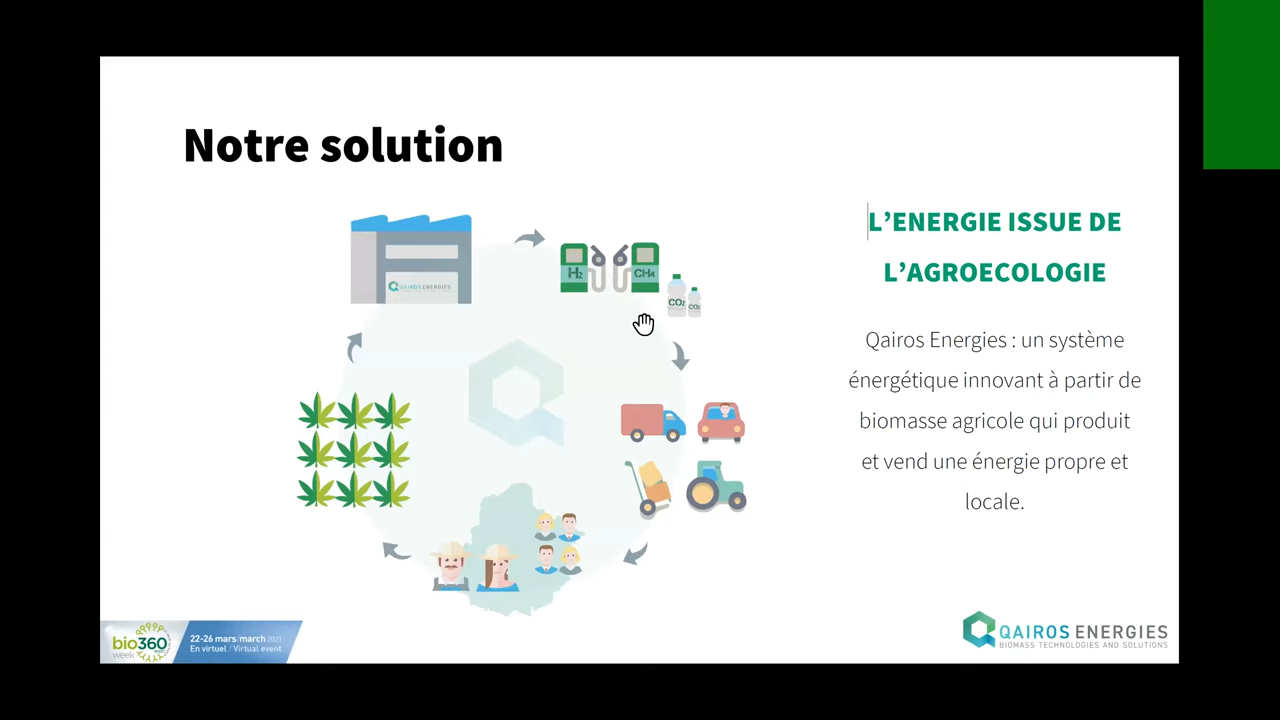 Notre solution
L’ENERGIE ISSUE DE
L’AGROECOLOGIE
QAIROS ENERGIES
H2
CH4
CO2
CO2
Qairos Energies : un système
énergétique innovant à partir de
biomasse agricole qui produit
et vend une énergie propre et
locale.
bio360
week
22-26 mars/march 2021
En virtuel / Virtual event
QAIROS ENERGIES
BIOMASS TECHNOLOGIES AND SOLUTIONS